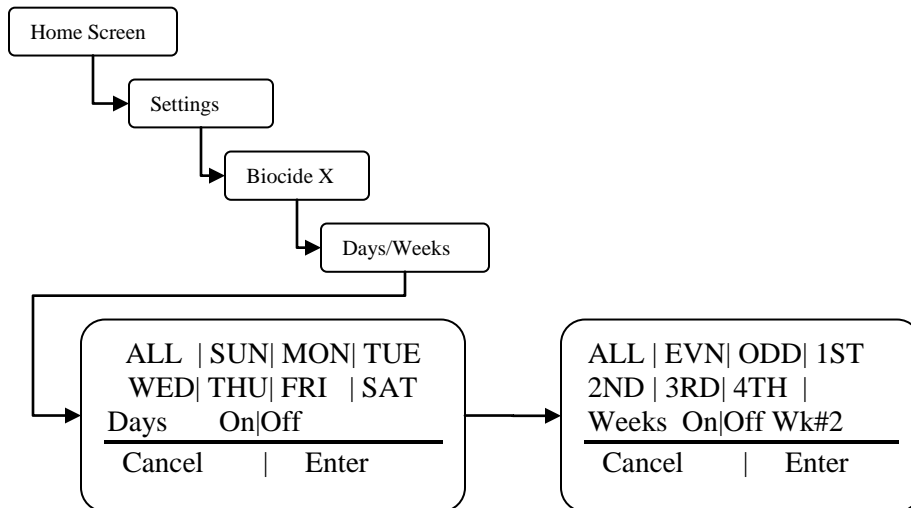 Home Screen
Settings
Biocide X
Days/Weeks
ALL | SUN| MON| TUE
WED| THU| FRI | SAT
Days On|Off
Cancel | Enter
ALL | EVN| ODD| 1ST
2ND | 3RD| 4TH |
Weeks On|Off Wk#2
Cancel | Enter